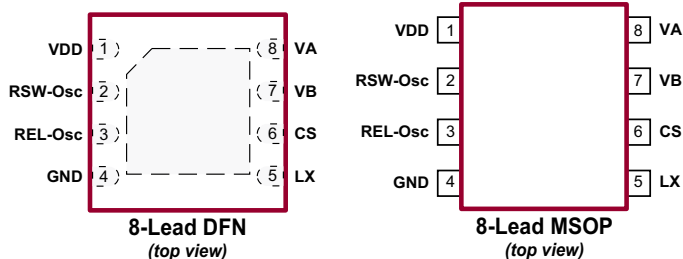 VDD 1 8 VA
RSW-Osc 2 7 VB
REL-Osc 3 6 CS
GND 4 5 LX
8-Lead DFN
(top view)
VDD 1 8 VA
RSW-Osc 2 7 VB
REL-Osc 3 6 CS
GND 4 5 LX
8-Lead MSOP
(top view)